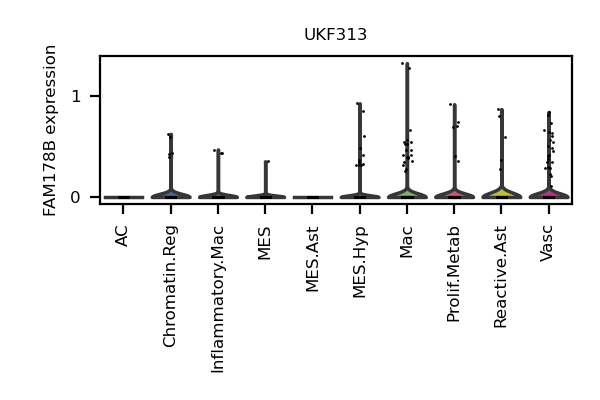 UKF313
FAM178B expression
1
0
AC
Chromatin.Reg
Inflammatory.Mac
MES
MES.Ast
MES.Hyp
Mac
Prolif.Metab
Reactive.Ast
Vasc